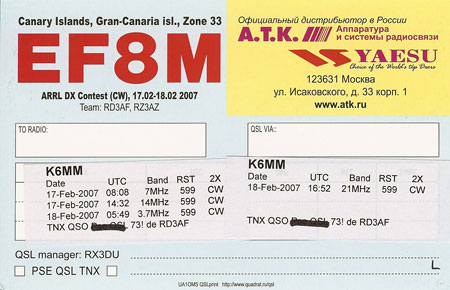 Canary Islands, Gran-Canaria isl., Zone 33
EF8M
ARRL DX Contest (CW), 17.02-18.02 2007
Team: RD3AF, RZ3AZ
Официальный дистрибьютор в России
А.Т.К. Аппаратура и системы радиосвязи
YAESU
Choice of the World's top Dxers
123631 Москва
ул. Исаковского, д. 33 корп. 1
www.atk.ru
TO RADIO:
QSL VIA:
K6MM
Date UTC Band RST 2X
17-Feb-2007 08:08 7MHz 599 CW
17-Feb-2007 14:32 14MHz 599 CW
18-Feb-2007 05:49 3.7MHz 599 CW
TNX QSO Pse QSL 73! de RD3AF
K6MM
Date UTC Band RST 2X
18-Feb-2007 16:52 21MHz 599 CW
TNX QSO 73! de RD3AF
QSL manager: RX3DU
PSE QSL TNX
UA1OMS QSLprint http://www.quadrat.ru/qsl